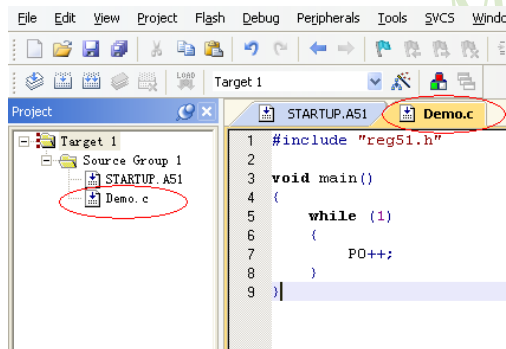 File Edit View Project Flash Debug Peripherals Tools SVCS Windo
LOAD Target 1
Project
Target 1
Source Group 1
STARTUP.A51
Demo.c
STARTUP.A51 Demo.c
1 #include "reg51.h"
2
3 void main()
4 {
5 while (1)
6 {
7 P0++;
8 }
9 }